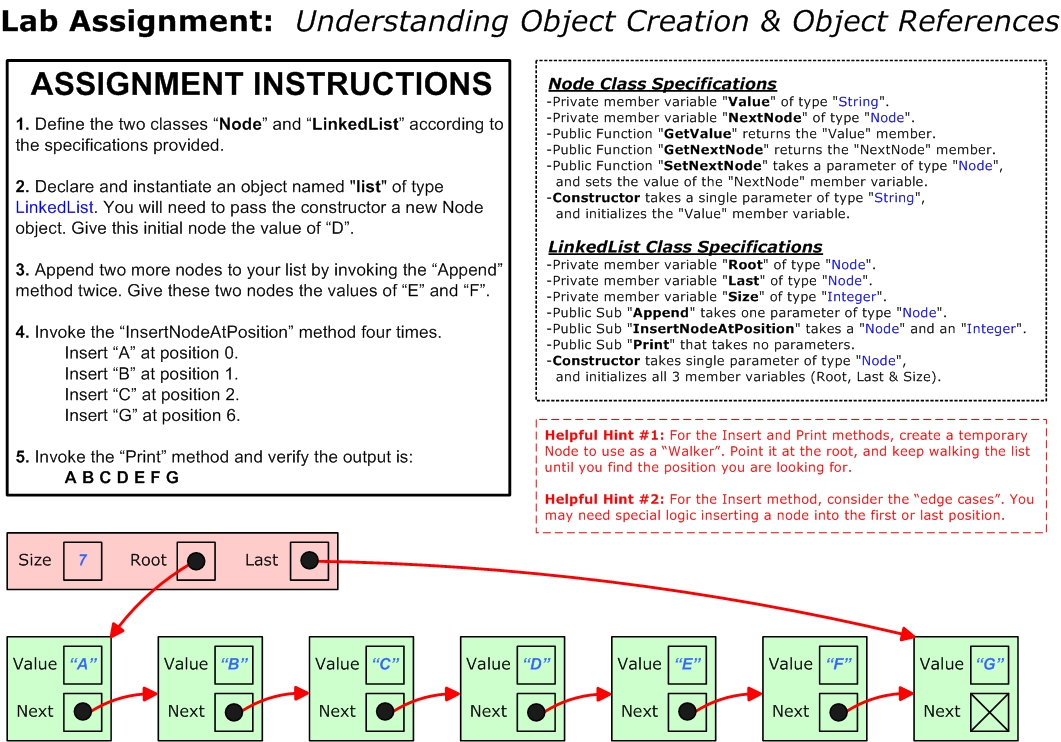 Lab Assignment: Understanding Object Creation & Object References
ASSIGNMENT INSTRUCTIONS
1. Define the two classes “Node” and “LinkedList” according to
the specifications provided.
2. Declare and instantiate an object named "list" of type
LinkedList. You will need to pass the constructor a new Node
object. Give this initial node the value of “D”.
3. Append two more nodes to your list by invoking the “Append”
method twice. Give these two nodes the values of “E” and “F”.
4. Invoke the “InsertNodeAtPosition” method four times.
Insert “A” at position 0.
Insert “B” at position 1.
Insert “C” at position 2.
Insert “G” at position 6.
5. Invoke the “Print” method and verify the output is:
A B C D E F G
Node Class Specifications
-Private member variable "Value" of type "String".
-Private member variable "NextNode" of type "Node".
-Public Function "GetValue" returns the "Value" member.
-Public Function "GetNextNode" returns the "NextNode" member.
-Public Function "SetNextNode" takes a parameter of type "Node",
and sets the value of the "NextNode" member variable.
-Constructor takes a single parameter of type "String",
and initializes the "Value" member variable.
LinkedList Class Specifications
-Private member variable "Root" of type "Node".
-Private member variable "Last" of type "Node".
-Private member variable "Size" of type "Integer".
-Public Sub "Append" takes one parameter of type "Node".
-Public Sub "InsertNodeAtPosition" takes a "Node" and an "Integer".
-Public Sub "Print" that takes no parameters.
-Constructor takes single parameter of type "Node",
and initializes all 3 member variables (Root, Last & Size).
Helpful Hint #1: For the Insert and Print methods, create a temporary
Node to use as a “Walker”. Point it at the root, and keep walking the list
until you find the position you are looking for.
Helpful Hint #2: For the Insert method, consider the “edge cases”. You
may need special logic inserting a node into the first or last position.
Size 7 Root Last
Value “A” Value “B” Value “C” Value “D” Value “E” Value “F” Value “G”
Next Next Next Next Next Next Next